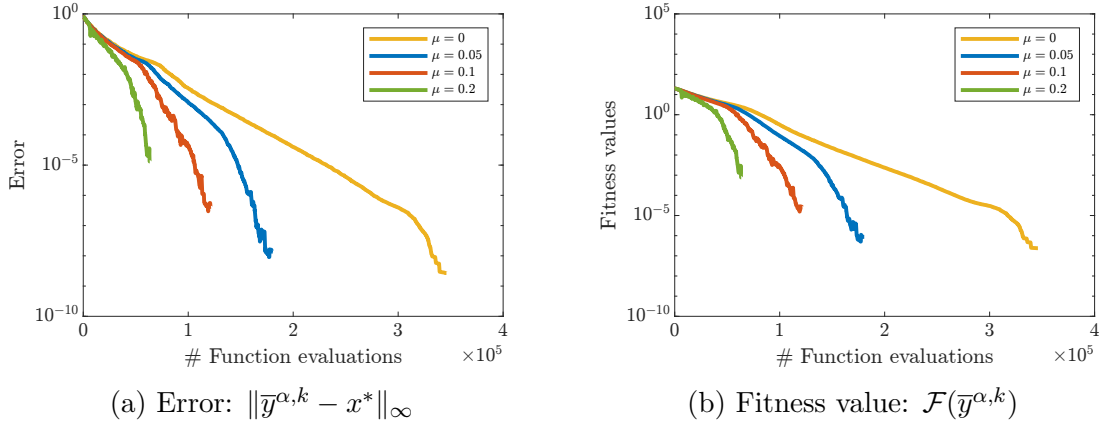 10^0
10^{-5}
10^{-10}
Error
0 1 2 3 4
×10^5
# Function evaluations
μ = 0
μ = 0.05
μ = 0.1
μ = 0.2
(a) Error: ‖y̅^{α,k} − x^*‖_∞
10^5
10^0
10^{-5}
10^{-10}
Fitness values
0 1 2 3 4
×10^5
# Function evaluations
μ = 0
μ = 0.05
μ = 0.1
μ = 0.2
(b) Fitness value: ℱ(y̅^{α,k})